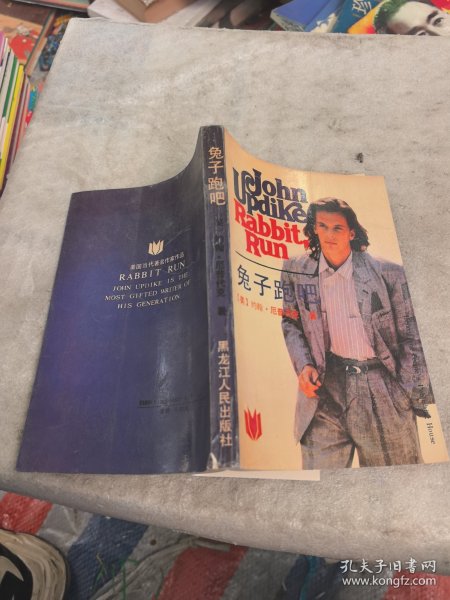 John
Updike
Rabbit,
Run
兔子跑吧
House
兔子跑吧
黑龙江人民出版社
美国当代著名作家作品
RABBIT RUN
JOHN UPDIKE IS THE
MOST GIFTED WRITER OF
HIS GENERATION
孔夫子旧书网
www.kongfz.com